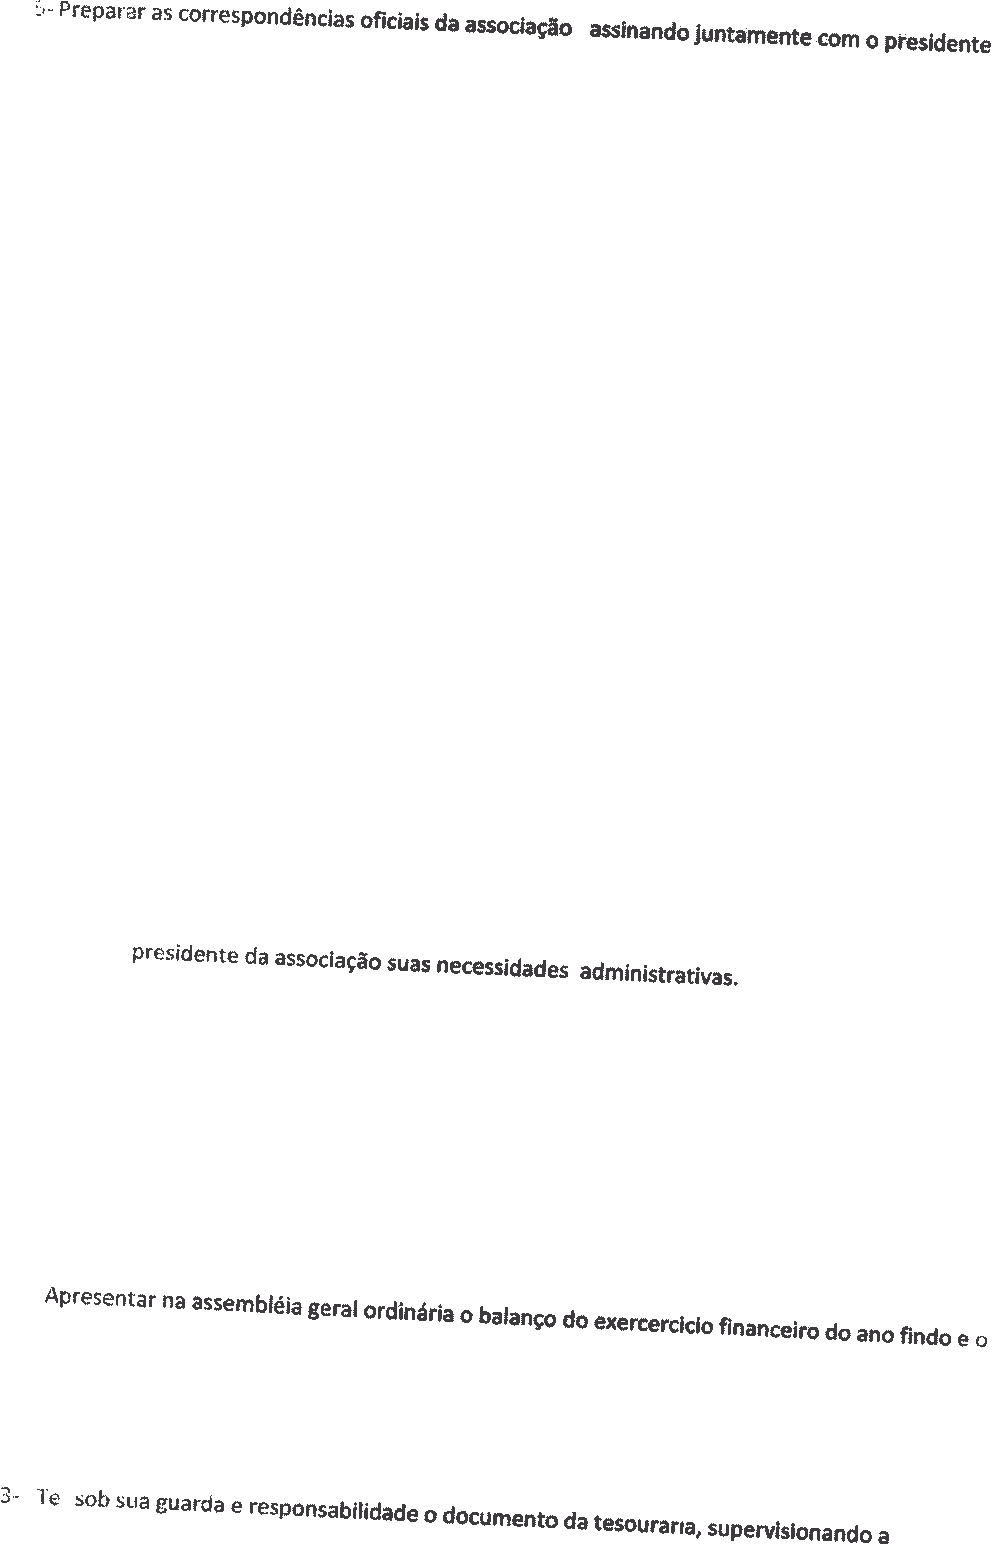 5- Preparar as correspondências oficiais da associação assinando juntamente com o presidente
presidente da associação suas necessidades administrativas.
Apresentar na assembléia geral ordinária o balanço do exercercicio financeiro do ano findo e o
3- Te sob sua guarda e responsabilidade o documento da tesouraria, supervisionando a